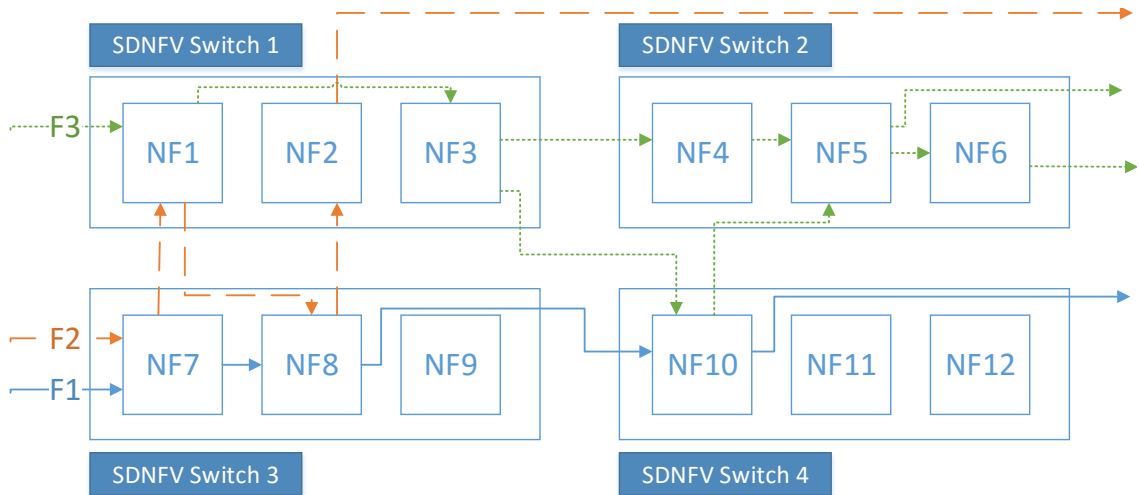 SDNFV Switch 1
SDNFV Switch 2
F3
NF1
NF2
NF3
NF4
NF5
NF6
F2
F1
NF7
NF8
NF9
NF10
NF11
NF12
SDNFV Switch 3
SDNFV Switch 4